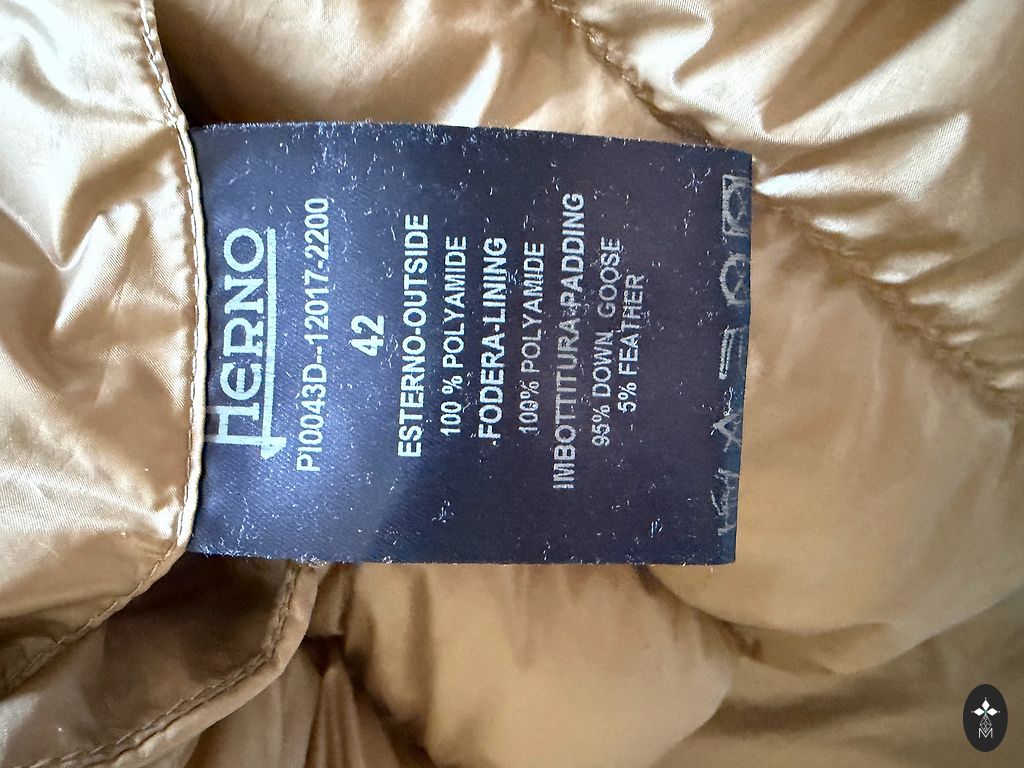 HERNO
PI0043D--12017-2200
42
ESTERNO-OUTSIDE
100 % POLYAMIDE
FODERA-LINING
100% POLYAMIDE
IMBOTTITURA-PADDING
95% DOWN GOOSE
5% FEATHER
M